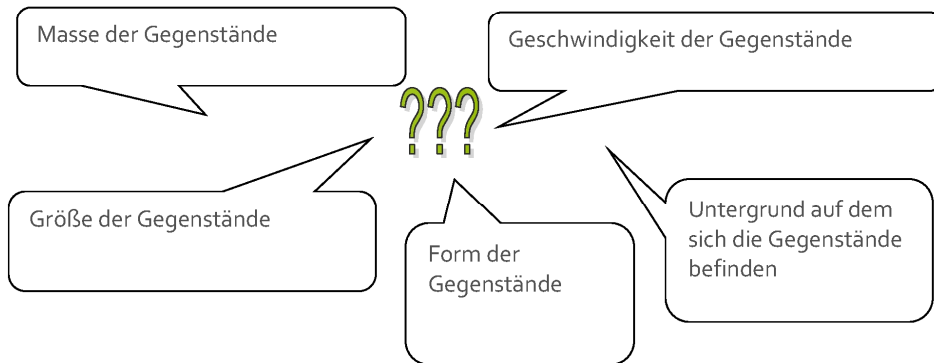 Masse der Gegenstände
Geschwindigkeit der Gegenstände
???
Größe der Gegenstände
Form der
Gegenstände
Untergrund auf dem
sich die Gegenstände
befinden